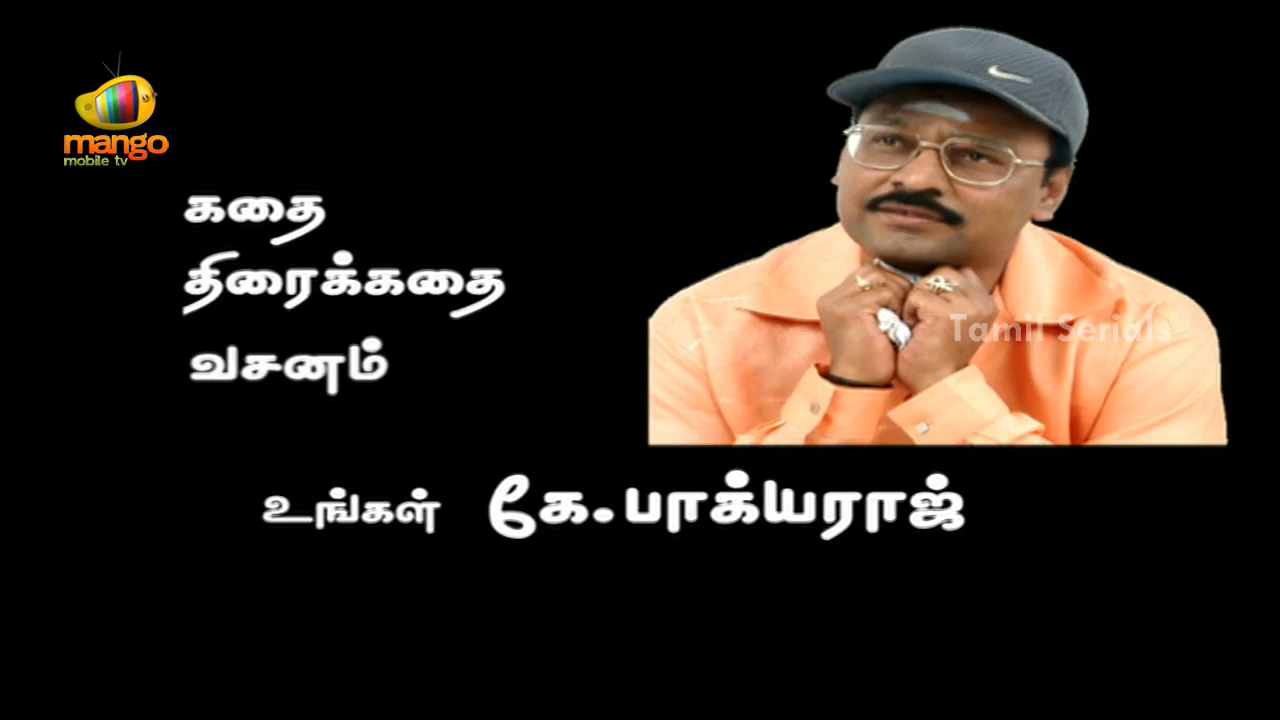 mango
mobile tv
கதை
திரைக்கதை
வசனம்
Tamil Serials
உங்கள் கே.பாக்யராஜ்